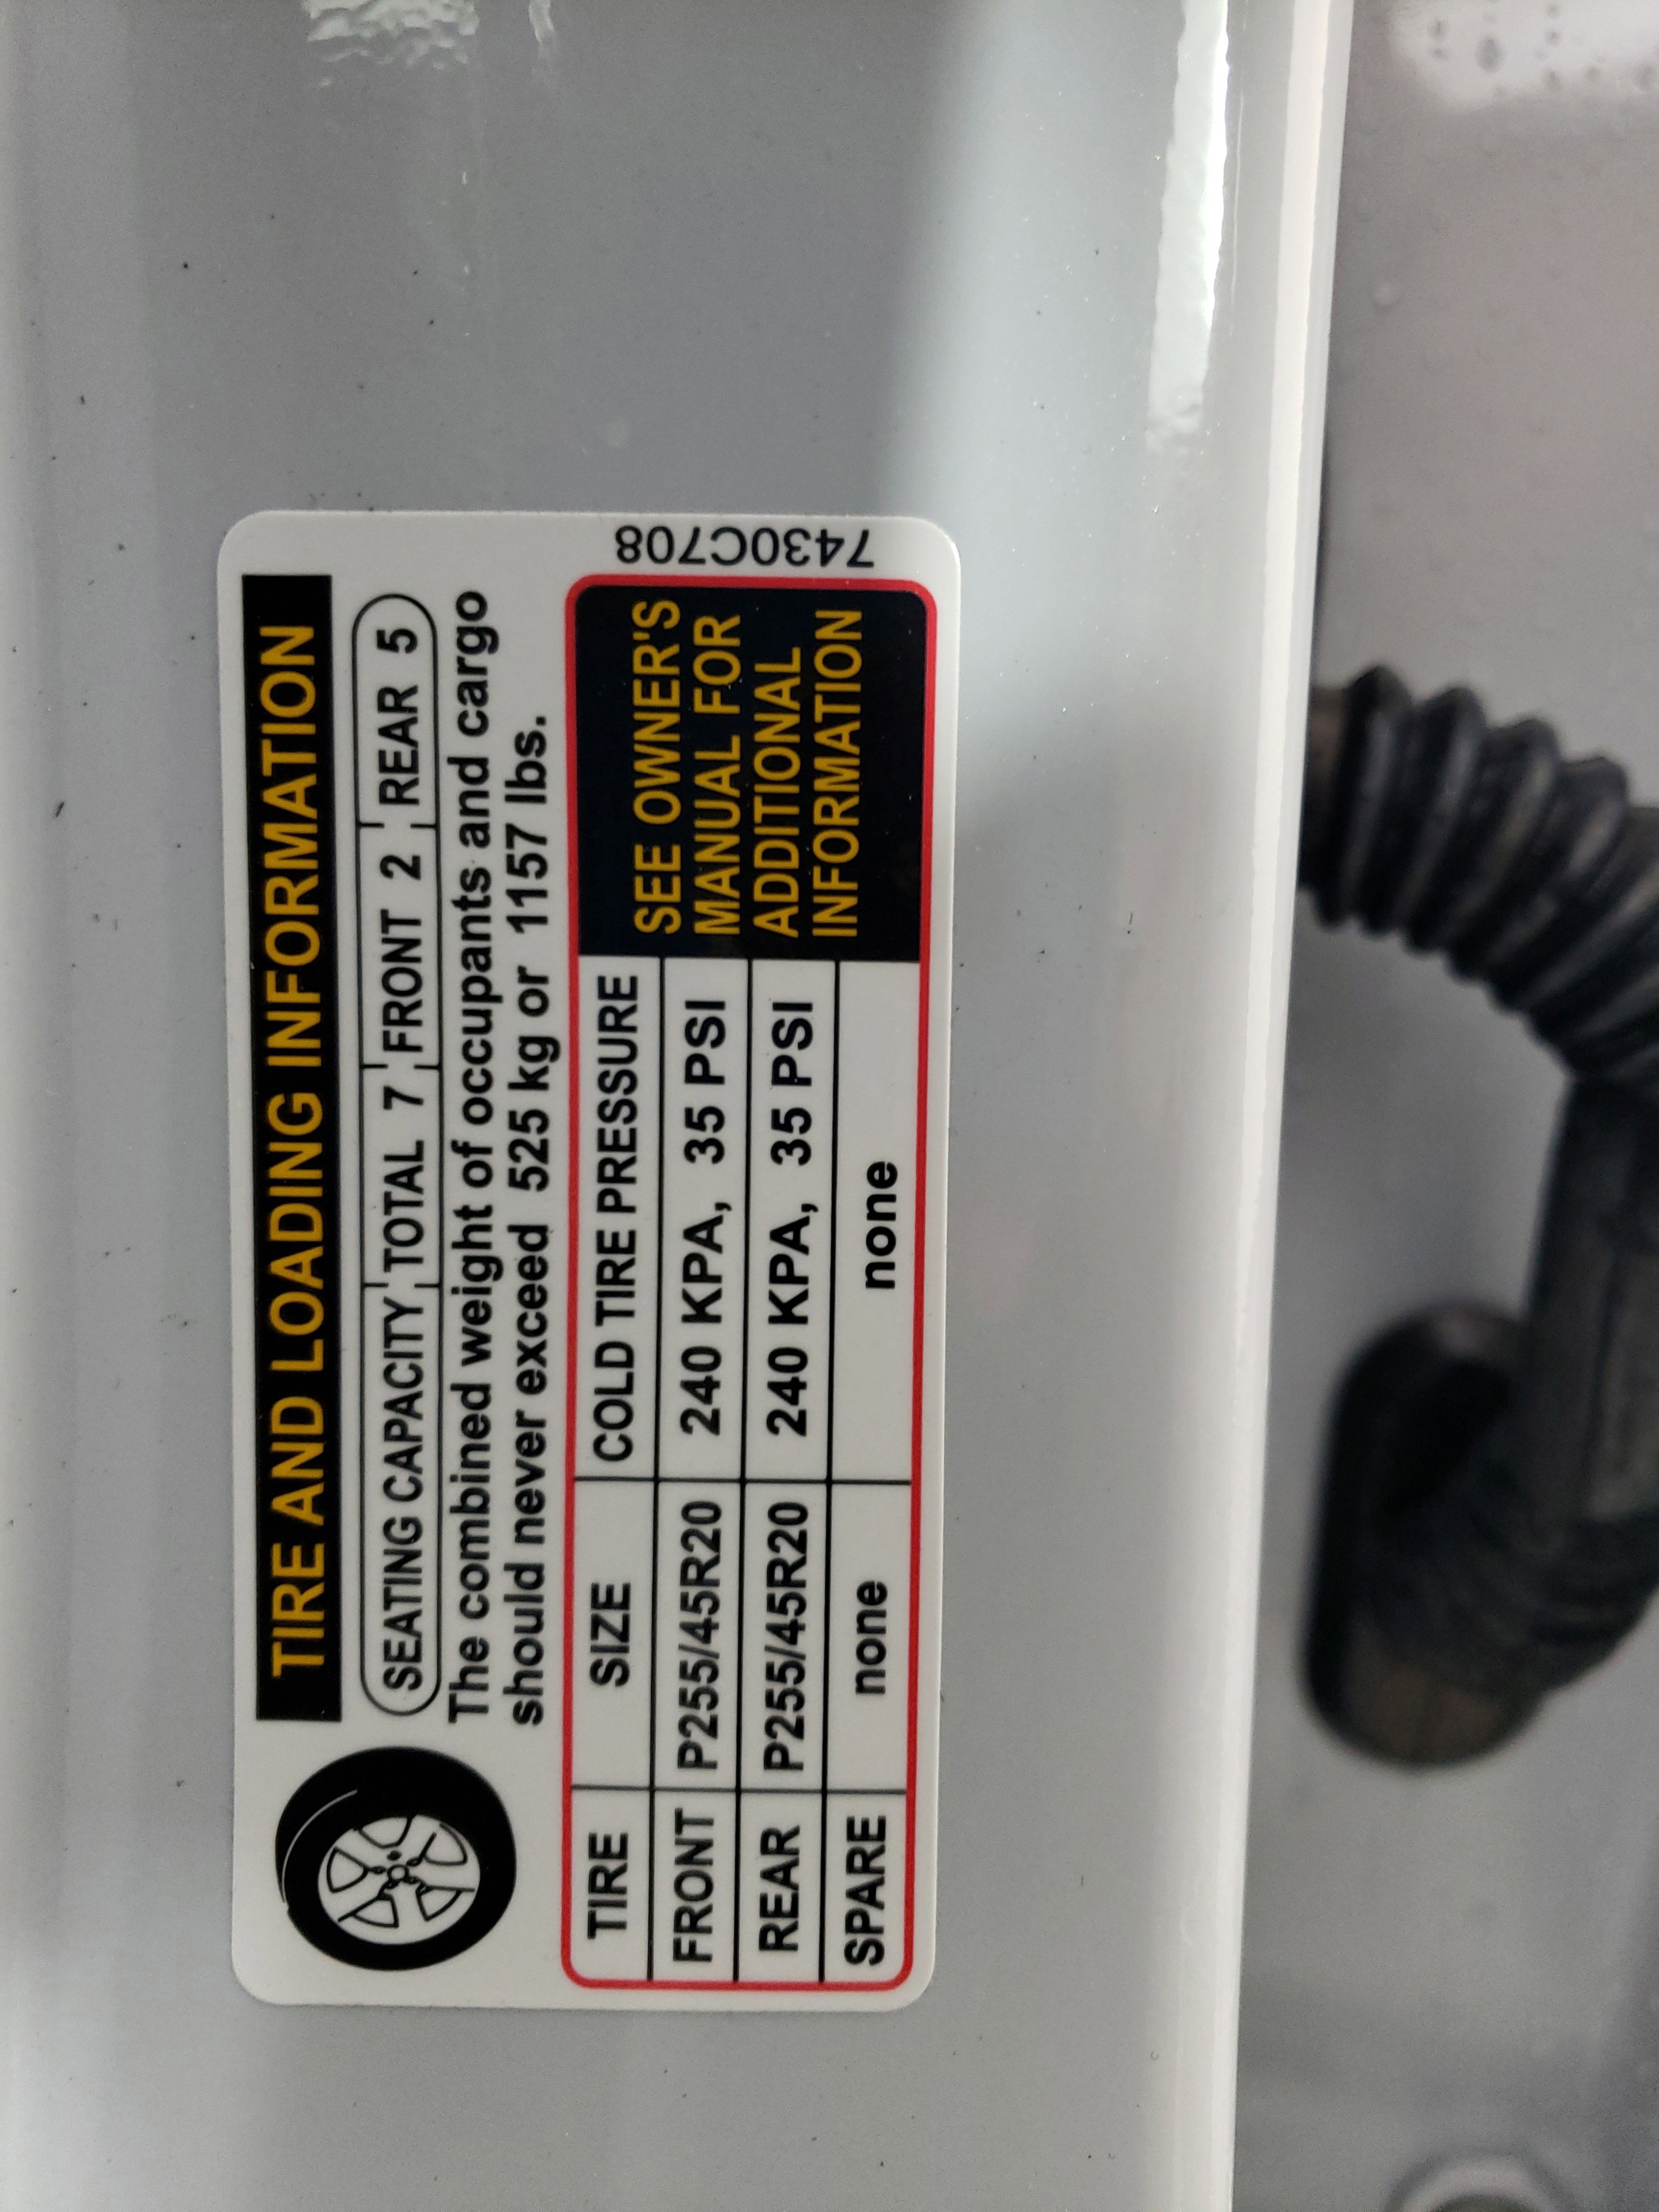 TIRE AND LOADING INFORMATION
SEATING CAPACITY TOTAL 7 FRONT 2 REAR 5
The combined weight of occupants and cargo
should never exceed 525 kg or 1157 lbs.
TIRE SIZE COLD TIRE PRESSURE
FRONT P255/45R20 240 KPA, 35 PSI
REAR P255/45R20 240 KPA, 35 PSI
SPARE none none
SEE OWNER'S
MANUAL FOR
ADDITIONAL
INFORMATION
7430C708